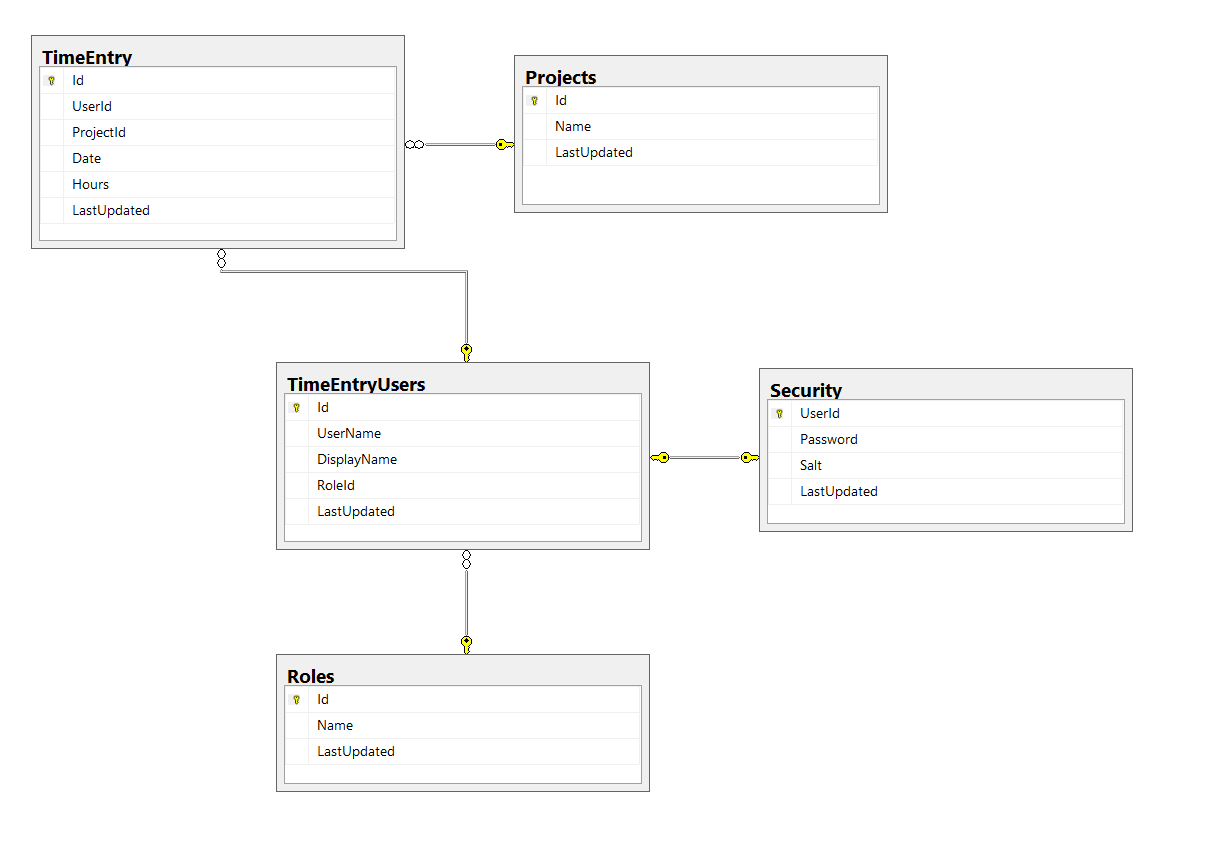 TimeEntry
Id
UserId
ProjectId
Date
Hours
LastUpdated
Projects
Id
Name
LastUpdated
TimeEntryUsers
Id
UserName
DisplayName
RoleId
LastUpdated
Security
UserId
Password
Salt
LastUpdated
Roles
Id
Name
LastUpdated